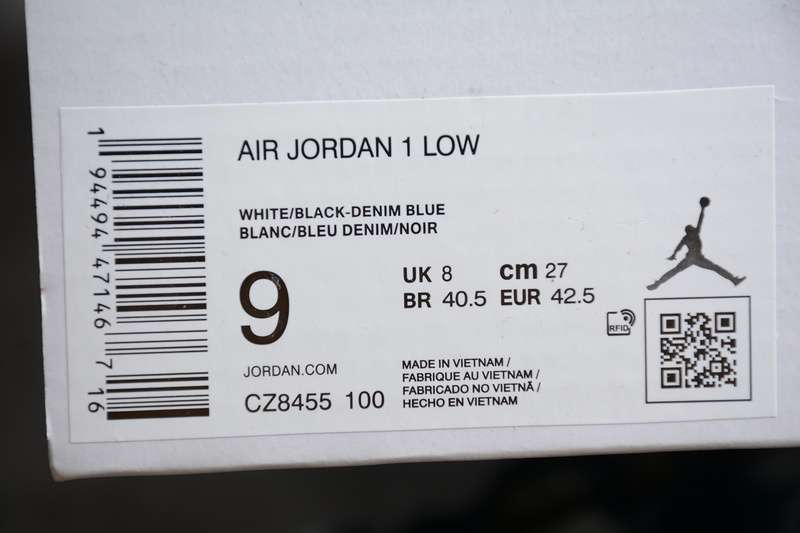 AIR JORDAN 1 LOW
WHITE/BLACK-DENIM BLUE
BLANC/BLEU DENIM/NOIR
9
UK 8 cm 27
BR 40.5 EUR 42.5
RFID
JORDAN.COM
CZ8455 100
MADE IN VIETNAM /
FABRIQUE AU VIETNAM /
FABRICADO NO VIETNÃ /
HECHO EN VIETNAM
1 94494 47146 7 16